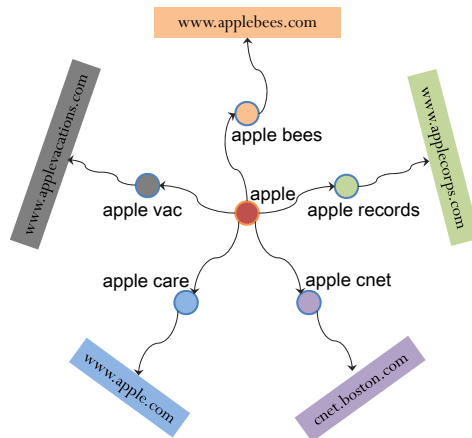 www.applebees.com
apple bees
www.applevacations.com
www.applecorps.com
apple
apple vac
apple records
apple care
apple cnet
www.apple.com
cnet.boston.com